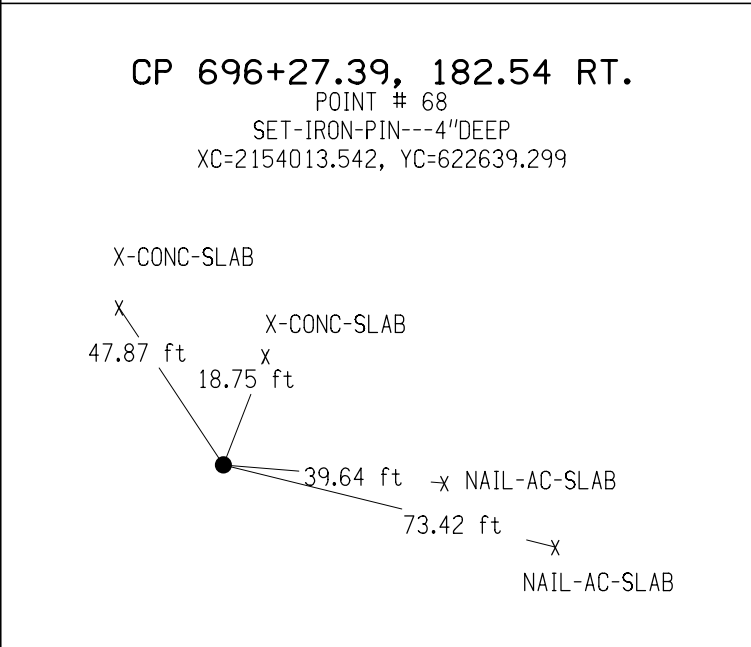 CP 696+27.39, 182.54 RT.
POINT # 68
SET-IRON-PIN---4"DEEP
XC=2154013.542, YC=622639.299
X-CONC-SLAB
X
X-CONC-SLAB
X
47.87 ft
18.75 ft
39.64 ft
X NAIL-AC-SLAB
73.42 ft
X
NAIL-AC-SLAB